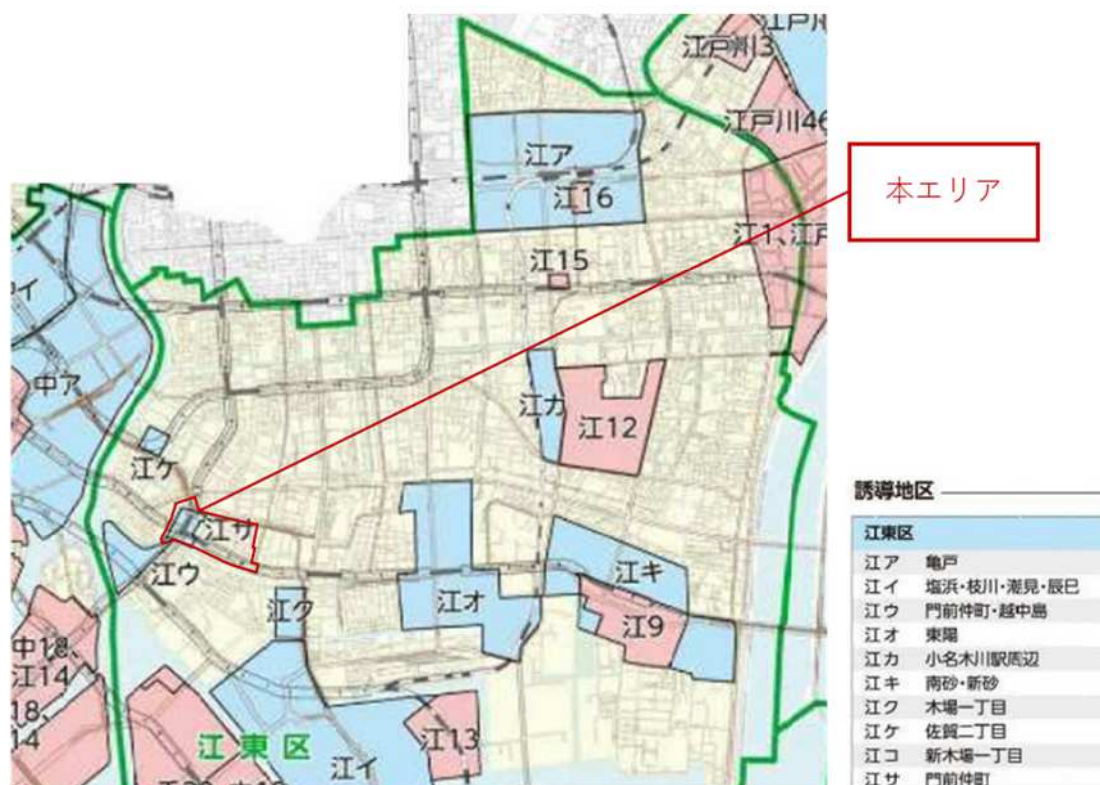 江戸川3
江戸川
江戸川46
江ア
江16
本エリア
江1、江戸
江15
中ア
江カ
江12
江ケ
江サ
江ウ
江キ
江オ
江ク
江9
中18、
江14
18、
14
江東区
江イ
江13
誘導地区
江東区
江ア 亀戸
江イ 塩浜・枝川・潮見・辰巳
江ウ 門前仲町・越中島
江オ 東陽
江カ 小名木川駅周辺
江キ 南砂・新砂
江ク 木場一丁目
江ケ 佐賀二丁目
江コ 新木場一丁目
江サ 門前仲町